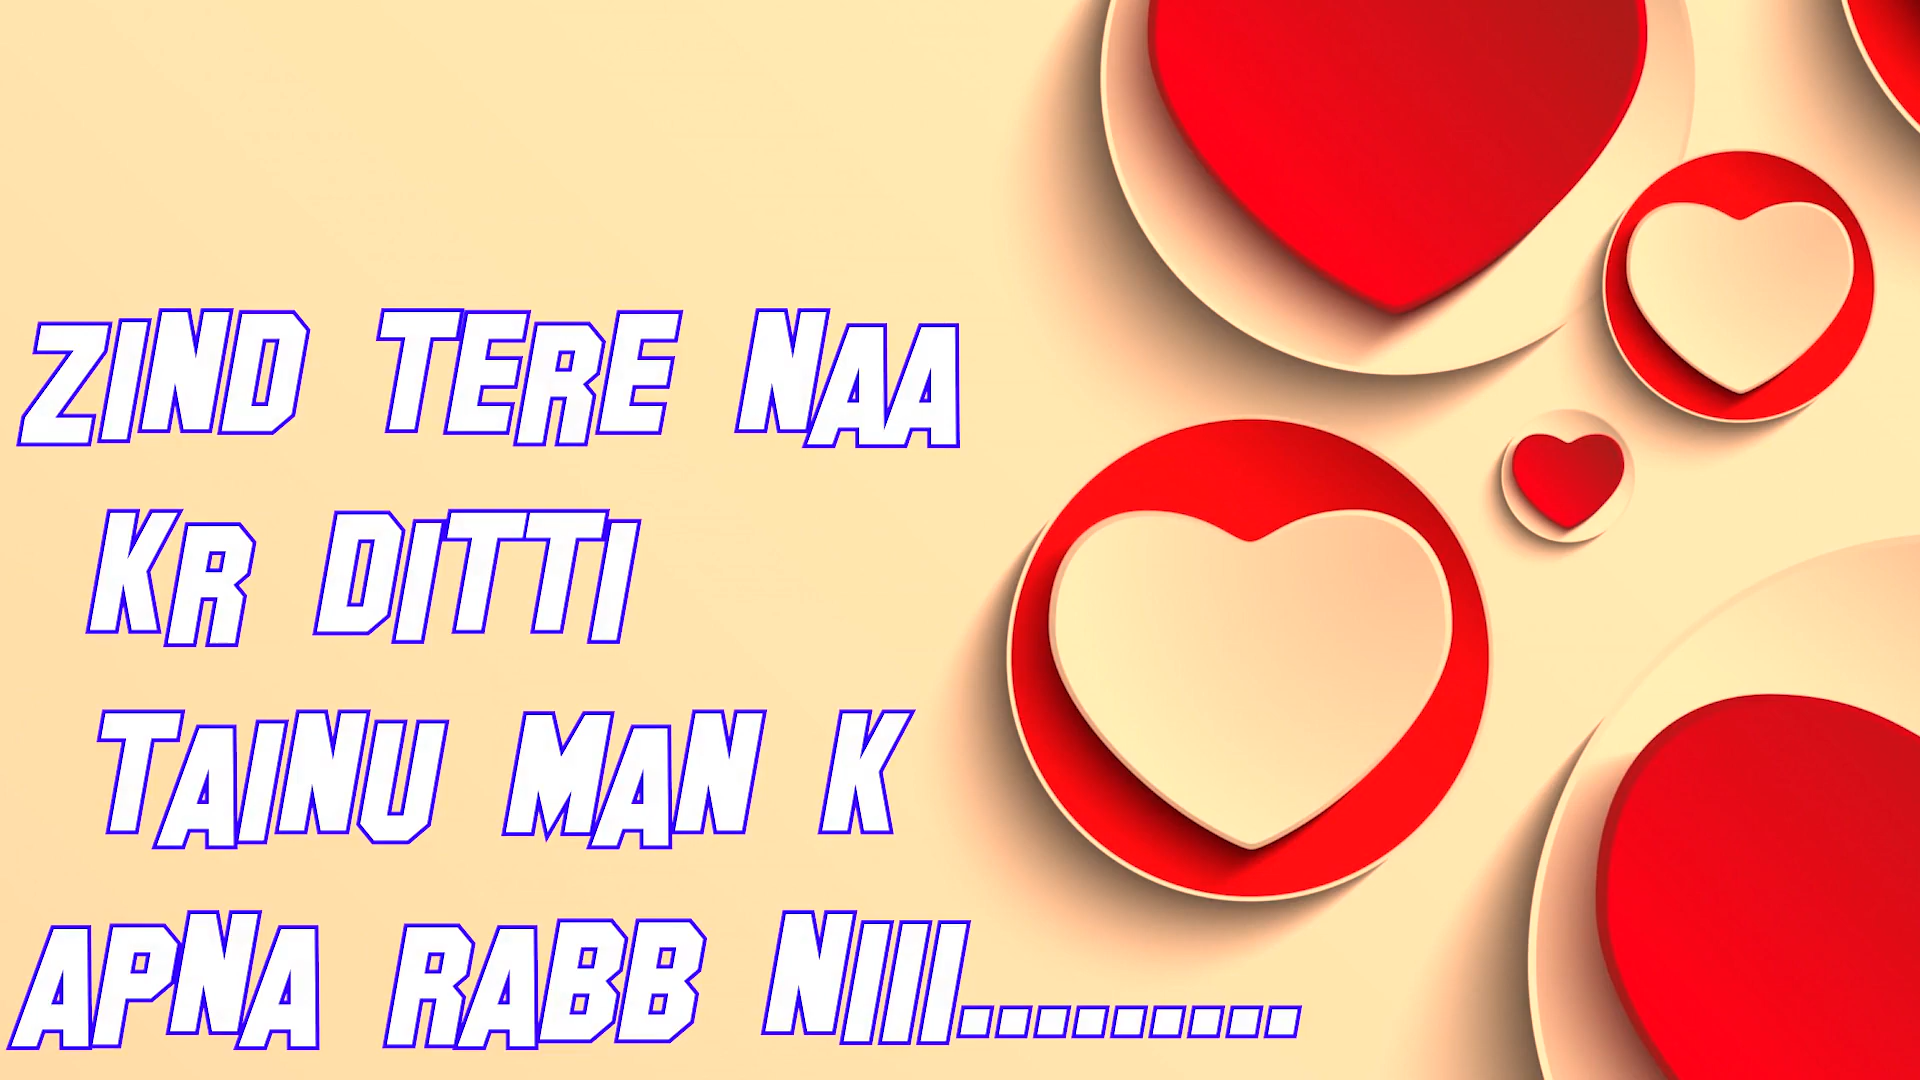 ZIND TERE NAA
KR DITTI
TAINU MAN K
APNA RABB NIII.........